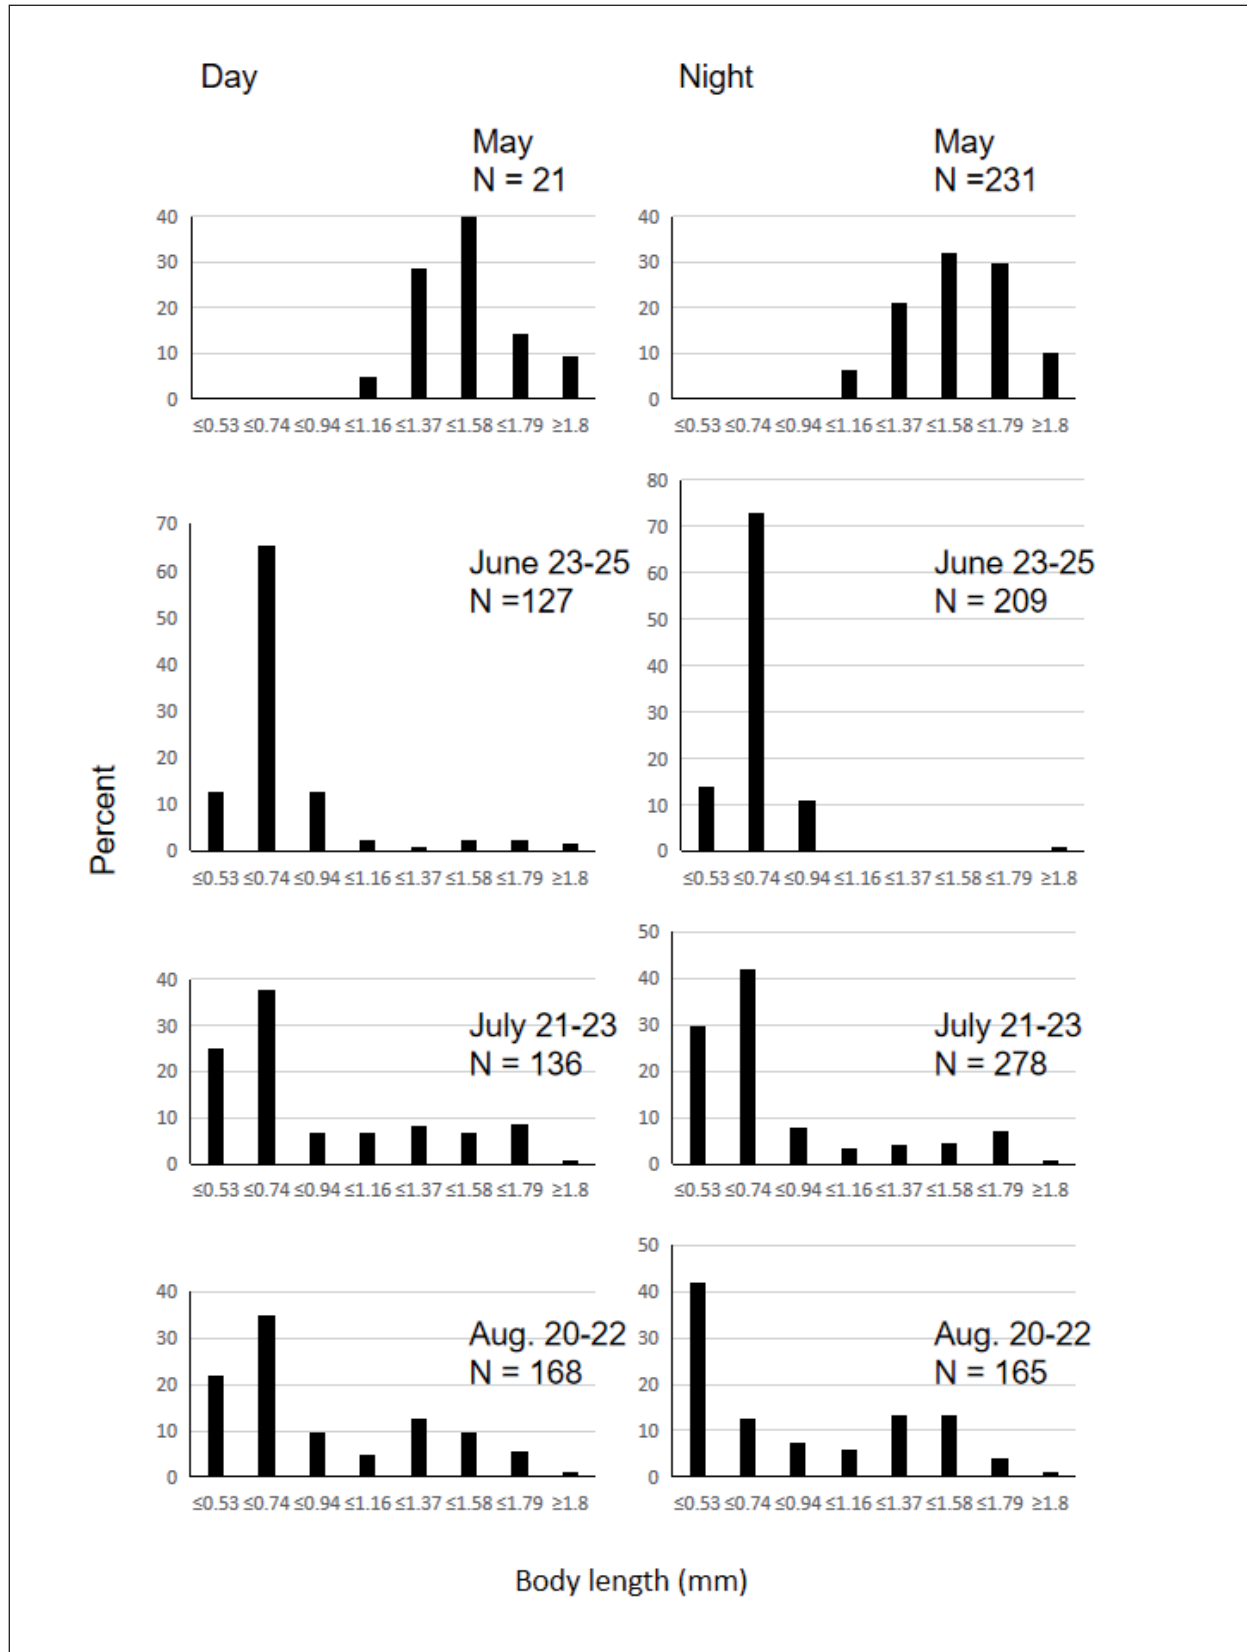 Day
Night
May
N = 21
May
N =231
40
30
20
10
0
≤0.53 ≤0.74 ≤0.94 ≤1.16 ≤1.37 ≤1.58 ≤1.79 ≥1.8
40
30
20
10
0
≤0.53 ≤0.74 ≤0.94 ≤1.16 ≤1.37 ≤1.58 ≤1.79 ≥1.8
Percent
June 23-25
N =127
70
60
50
40
30
20
10
0
≤0.53 ≤0.74 ≤0.94 ≤1.16 ≤1.37 ≤1.58 ≤1.79 ≥1.8
June 23-25
N = 209
80
70
60
50
40
30
20
10
0
≤0.53 ≤0.74 ≤0.94 ≤1.16 ≤1.37 ≤1.58 ≤1.79 ≥1.8
July 21-23
N = 136
40
30
20
10
0
≤0.53 ≤0.74 ≤0.94 ≤1.16 ≤1.37 ≤1.58 ≤1.79 ≥1.8
July 21-23
N = 278
50
40
30
20
10
0
≤0.53 ≤0.74 ≤0.94 ≤1.16 ≤1.37 ≤1.58 ≤1.79 ≥1.8
Aug. 20-22
N = 168
40
30
20
10
0
≤0.53 ≤0.74 ≤0.94 ≤1.16 ≤1.37 ≤1.58 ≤1.79 ≥1.8
Aug. 20-22
N = 165
50
40
30
20
10
0
≤0.53 ≤0.74 ≤0.94 ≤1.16 ≤1.37 ≤1.58 ≤1.79 ≥1.8
Body length (mm)